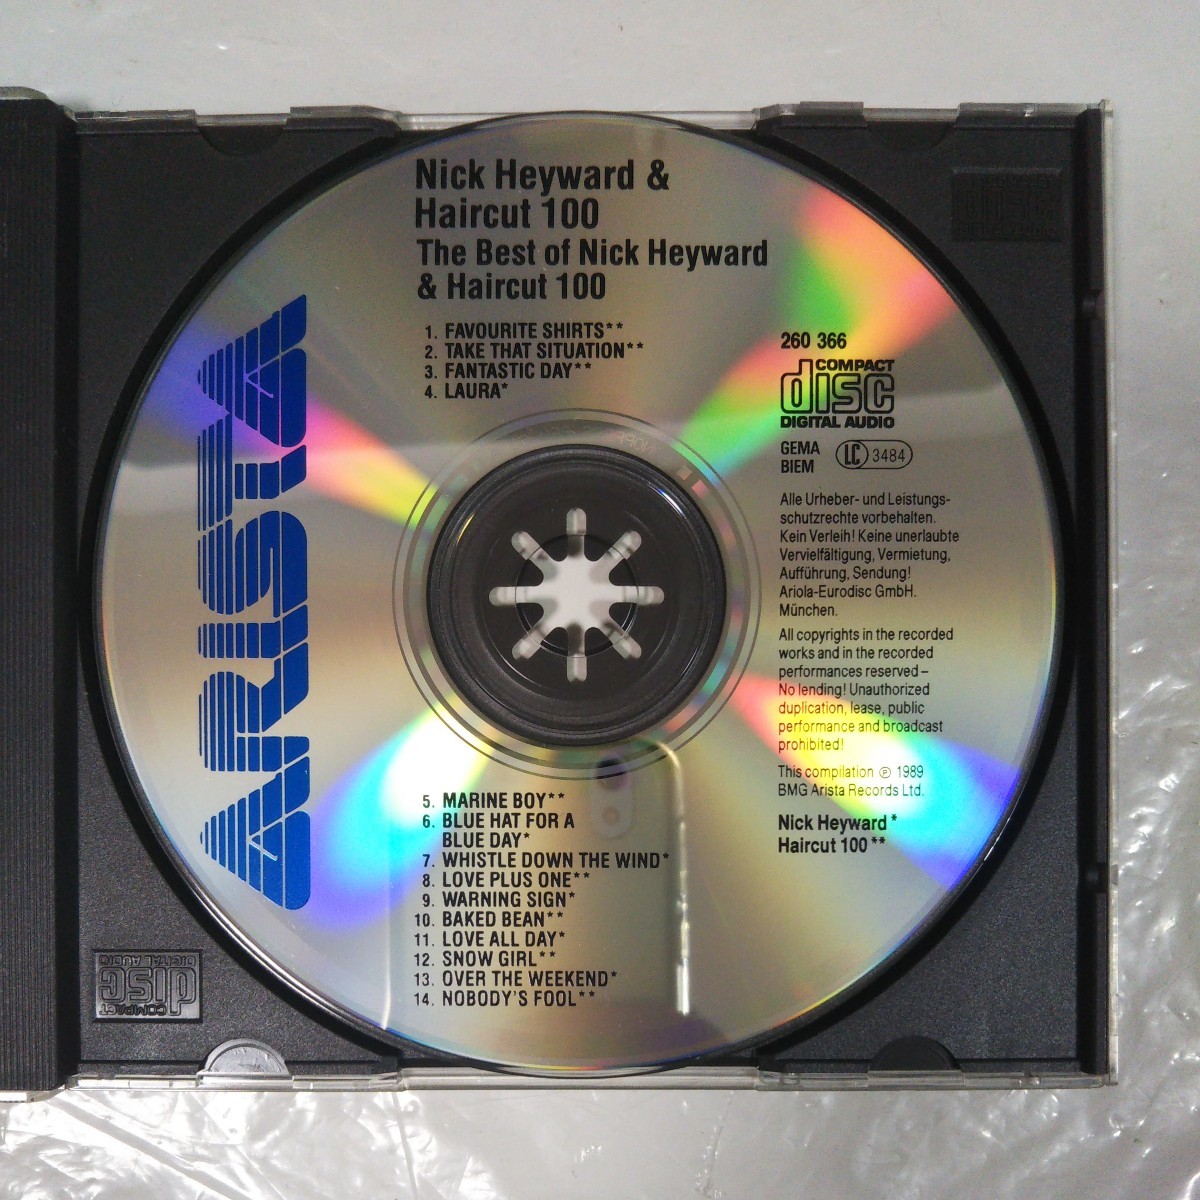 Nick Heyward &
Haircut 100
The Best of Nick Heyward
& Haircut 100
1. FAVOURITE SHIRTS**
2. TAKE THAT SITUATION**
3. FANTASTIC DAY**
4. LAURA*
ARISTA
260 366
COMPACT
disc
DIGITAL AUDIO
GEMA
BIEM
LC 3484
Alle Urheber- und Leistungs-
schutzrechte vorbehalten.
Kein Verleih! Keine unerlaubte
Vervielfältigung, Vermietung,
Aufführung, Sendung!
Ariola-Eurodisc GmbH.
München.
All copyrights in the recorded
works and in the recorded
performances reserved –
No lending! Unauthorized
duplication, lease, public
performance and broadcast
prohibited!
This compilation ℗ 1989
BMG Arista Records Ltd.
Nick Heyward *
Haircut 100 **
5. MARINE BOY**
6. BLUE HAT FOR A
BLUE DAY*
7. WHISTLE DOWN THE WIND*
8. LOVE PLUS ONE**
9. WARNING SIGN*
10. BAKED BEAN**
11. LOVE ALL DAY*
12. SNOW GIRL**
13. OVER THE WEEKEND*
14. NOBODY'S FOOL**
COMPACT
disc
DIGITAL AUDIO